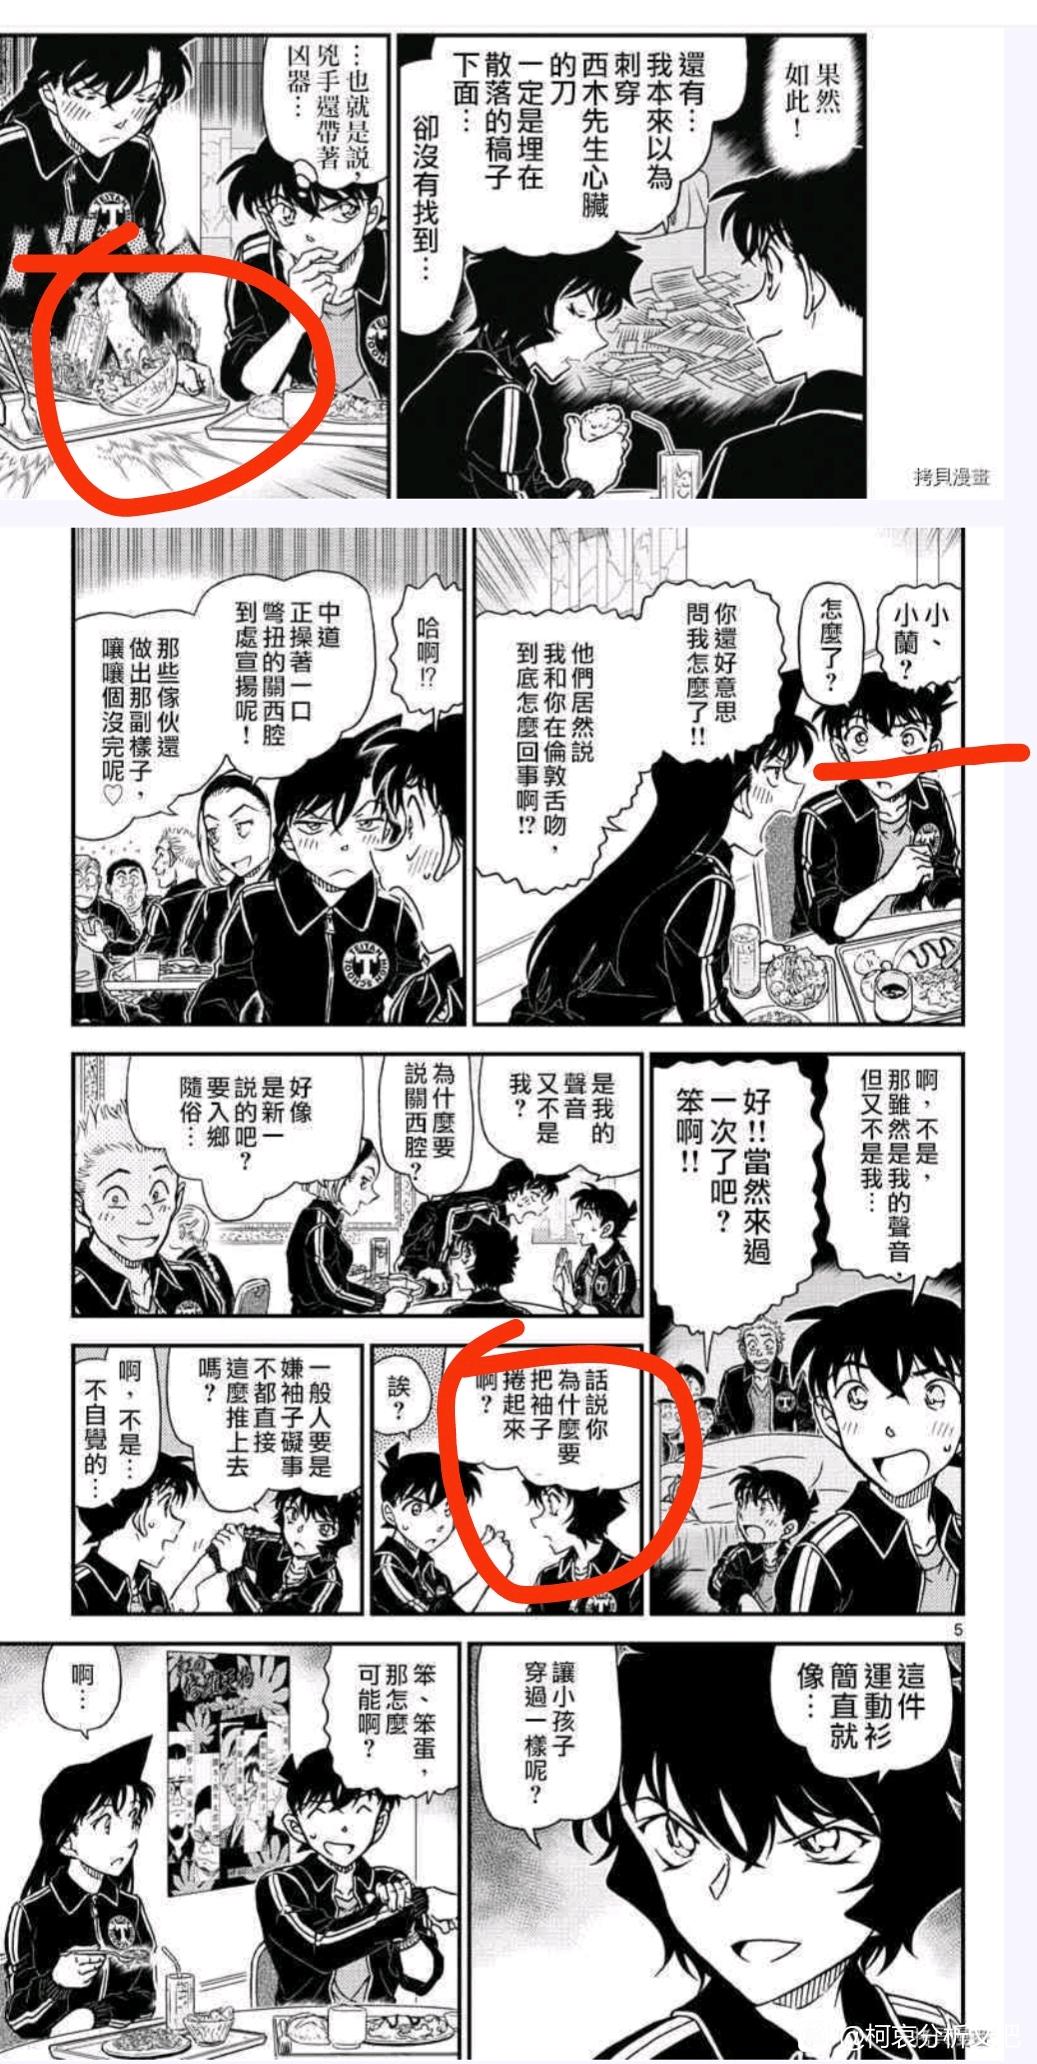 果然
如此！
還有…
我本來以為
刺穿
西木先生心臟
的刀
一定是埋在
散落的稿子
下面…
卻沒有找到…
…也就是說，
兇手還帶著
凶器…
拷貝漫畫
小、
小蘭？
怎麼了？
你還好意思
問我怎麼了!!
他們居然說
我和你在倫敦舌吻，
到底怎麼回事啊!?
哈啊!?
中道
正操著一口
彆扭的關西腔
到處宣揚呢！
那些傢伙還
做出那副樣子，
嚷嚷個沒完呢♡
TEITAN
HIGH SCHOOL
T
啊，不是，
那雖然是我的聲音，
但又不是我…
好!!當然來過
一次了吧？
笨啊!!
是我的
聲音
又不是
我？
為什麼要
說關西腔？
好像
是新一
說的吧？
要入鄉
隨俗…
話說你
為什麼要
把袖子
捲起來
啊？
誒？
一般人要是
嫌袖子礙事
不都直接
這麼推上去
嗎？
啊，不是…
不自覺的…
5
這件
運動衫
簡直就
像…
讓小孩子
穿過一樣呢？
笨、笨蛋，
那怎麼
可能啊？
啊…